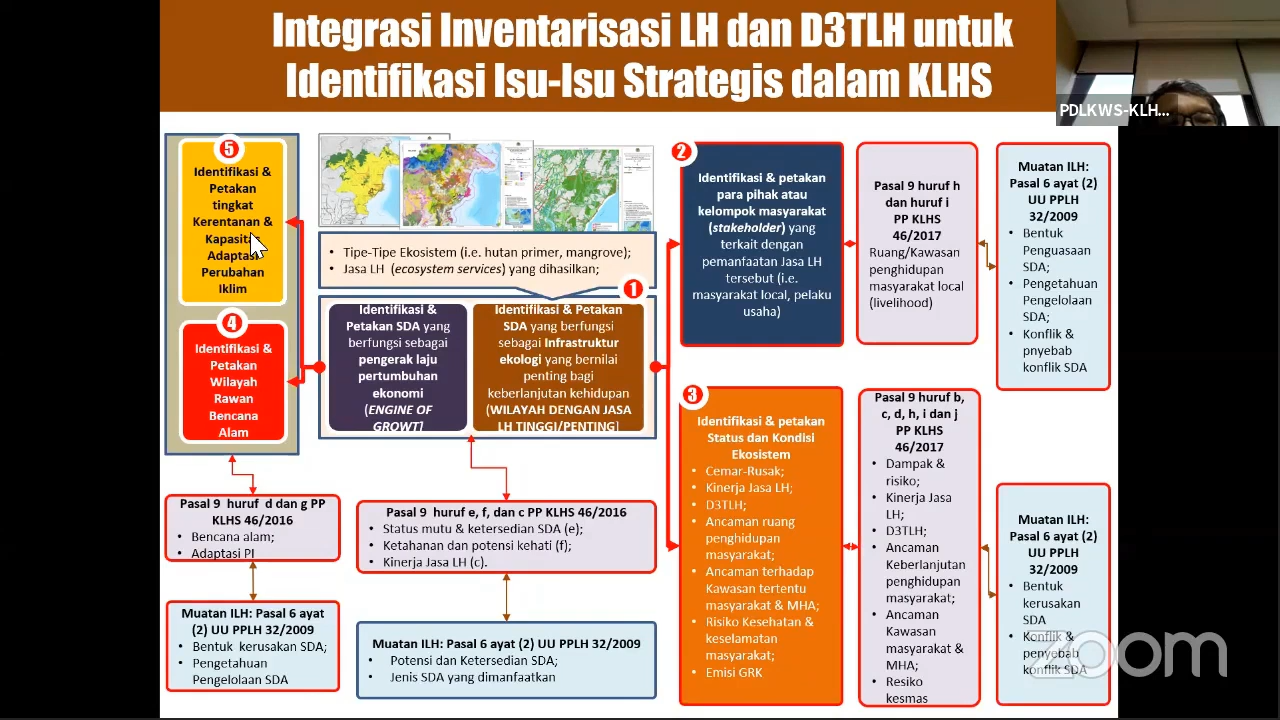 Integrasi Inventarisasi LH dan D3TLH untuk
Identifikasi Isu-Isu Strategis dalam KLHS
PDLKWS-KLH...
5
Identifikasi &
Petakan
tingkat
Kerentanan &
Kapasitas
Adaptasi
Perubahan
Iklim
4
Identifikasi &
Petakan
Wilayah
Rawan
Bencana
Alam
• Tipe-Tipe Ekosistem (i.e. hutan primer, mangrove);
• Jasa LH (ecosystem services) yang dihasilkan;
1
Identifikasi &
Petakan SDA yang
berfungsi sebagai
pengerak laju
pertumbuhan
ekonomi
(ENGINE OF
GROWT]
Identifikasi & Petakan
SDA yang berfungsi
sebagai Infrastruktur
ekologi yang bernilai
penting bagi
keberlanjutan kehidupan
(WILAYAH DENGAN JASA
LH TINGGI/PENTING]
2
Identifikasi & petakan
para pihak atau
kelompok masyarakat
(stakeholder) yang
terkait dengan
pemanfaatan Jasa LH
tersebut (i.e.
masyarakat local, pelaku
usaha)
Pasal 9 huruf h
dan huruf i
PP KLHS
46/2017
Ruang/Kawasan
penghidupan
masyarakat local
(livelihood)
Muatan ILH:
Pasal 6 ayat (2)
UU PPLH
32/2009
• Bentuk
Penguasaan
SDA;
• Pengetahuan
Pengelolaan
SDA;
• Konflik &
pnyebab
konflik SDA
3
Identifikasi & petakan
Status dan Kondisi
Ekosistem
• Cemar-Rusak;
• Kinerja Jasa LH;
• D3TLH;
• Ancaman ruang
penghidupan
masyarakat;
• Ancaman terhadap
Kawasan tertentu
masyarakat & MHA;
• Risiko Kesehatan &
keselamatan
masyarakat;
• Emisi GRK
Pasal 9 huruf b,
c, d, h, i dan j
PP KLHS
46/2017
• Dampak &
risiko;
• Kinerja Jasa
LH;
• D3TLH;
• Ancaman
Keberlanjutan
penghidupan
masyarakat;
• Ancaman
Kawasan
masyarakat &
MHA;
• Resiko
kesmas
Muatan ILH:
Pasal 6 ayat (2)
UU PPLH
32/2009
• Bentuk
kerusakan
SDA
• Konflik &
penyebab
konflik SDA
Pasal 9 huruf d dan g PP
KLHS 46/2016
• Bencana alam;
• Adaptasi PI
Pasal 9 huruf e, f, dan c PP KLHS 46/2016
• Status mutu & ketersedian SDA (e);
• Ketahanan dan potensi kehati (f);
• Kinerja Jasa LH (c).
Muatan ILH: Pasal 6 ayat
(2) UU PPLH 32/2009
• Bentuk kerusakan SDA;
• Pengetahuan
Pengelolaan SDA
Muatan ILH: Pasal 6 ayat (2) UU PPLH 32/2009
• Potensi dan Ketersedian SDA;
• Jenis SDA yang dimanfaatkan
zoom